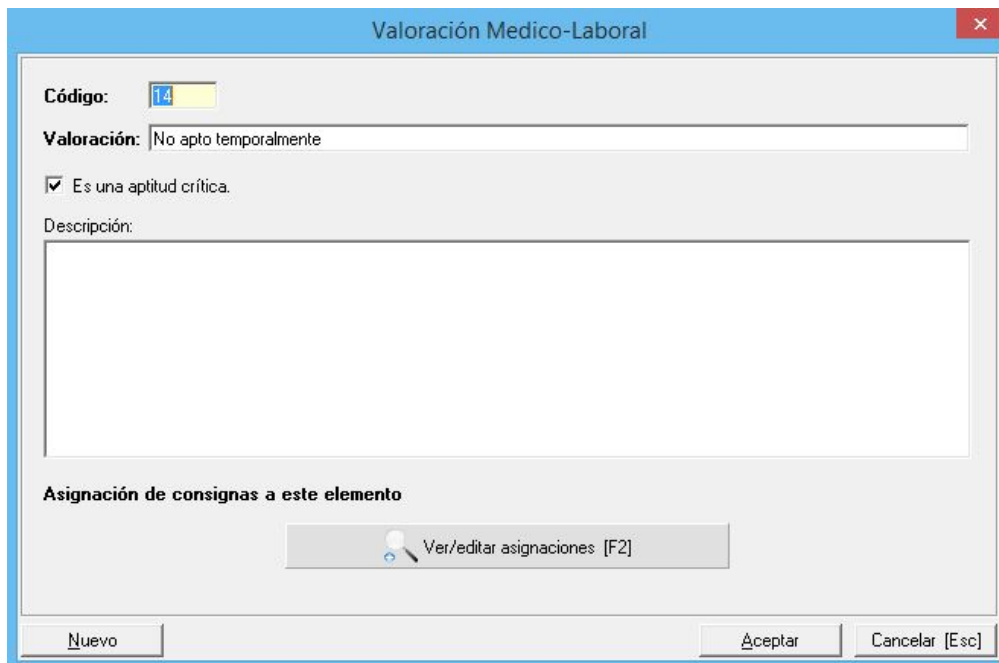 Valoración Medico-Laboral
Código: 14
Valoración: No apto temporalmente
Es una aptitud crítica.
Descripción:
Asignación de consignas a este elemento
Ver/editar asignaciones [F2]
Nuevo Aceptar Cancelar [Esc]